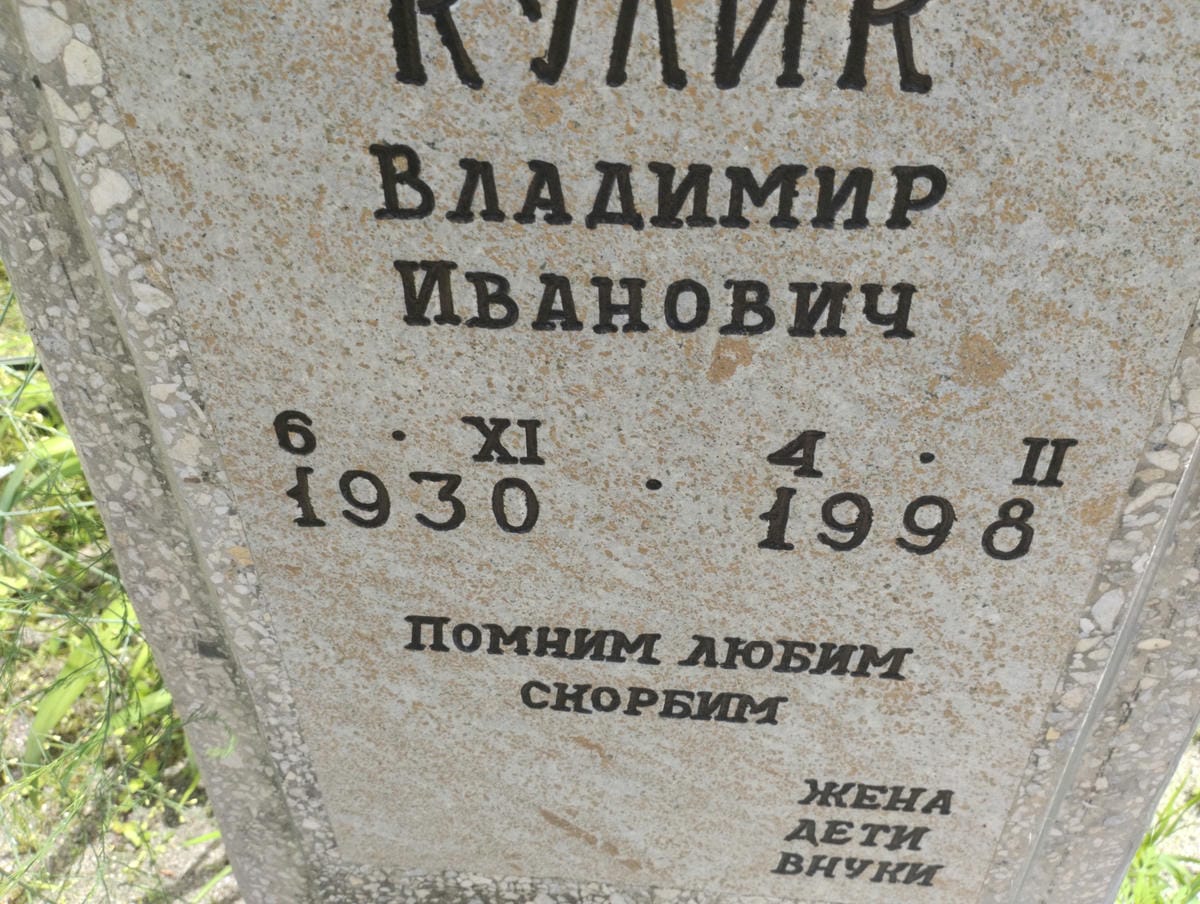 КУЛИК
ВЛАДИМИР
ИВАНОВИЧ
6 · XI 4 · II
1930 · 1998
ПОМНИМ ЛЮБИМ
СКОРБИМ
ЖЕНА
ДЕТИ
ВНУКИ